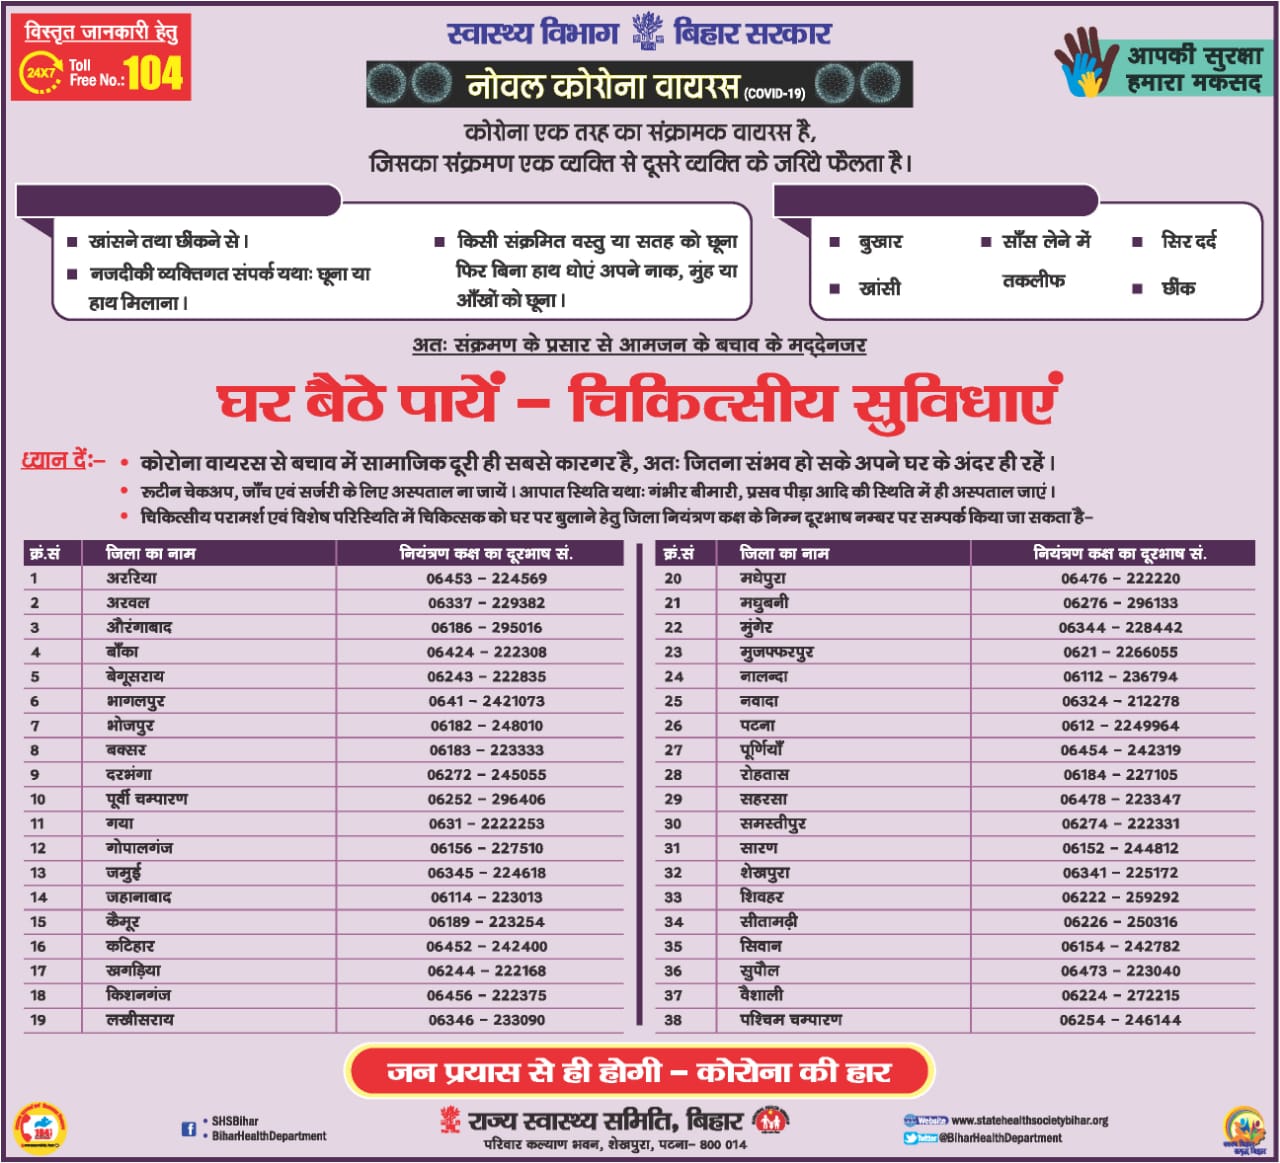 विस्तृत जानकारी हेतु
24X7 Toll Free No.: 104
स्वास्थ्य विभाग बिहार सरकार
नोवल कोरोना वायरस (COVID-19)
आपकी सुरक्षा
हमारा मकसद
कोरोना एक तरह का संक्रामक वायरस है,
जिसका संक्रमण एक व्यक्ति से दूसरे व्यक्ति के जरिये फैलता है।
■ खांसने तथा छींकने से।
■ नजदीकी व्यक्तिगत संपर्क यथाः छूना या
हाथ मिलाना।
■ किसी संक्रमित वस्तु या सतह को छूना
फिर बिना हाथ धोएं अपने नाक, मुंह या
आँखों को छूना।
■ बुखार
■ खांसी
■ साँस लेने में
तकलीफ
■ सिर दर्द
■ छींक
अतः संक्रमण के प्रसार से आमजन के बचाव के मद्देनजर
घर बैठे पायें – चिकित्सीय सुविधाएं
ध्यान दें:– • कोरोना वायरस से बचाव में सामाजिक दूरी ही सबसे कारगर है, अतः जितना संभव हो सके अपने घर के अंदर ही रहें।
• रूटीन चेकअप, जाँच एवं सर्जरी के लिए अस्पताल ना जायें। आपात स्थिति यथाः गंभीर बीमारी, प्रसव पीड़ा आदि की स्थिति में ही अस्पताल जाएं।
• चिकित्सीय परामर्श एवं विशेष परिस्थिति में चिकित्सक को घर पर बुलाने हेतु जिला नियंत्रण कक्ष के निम्न दूरभाष नम्बर पर सम्पर्क किया जा सकता है–
क्रं.सं जिला का नाम नियंत्रण कक्ष का दूरभाष सं.
1 अररिया 06453 – 224569
2 अरवल 06337 – 229382
3 औरंगाबाद 06186 – 295016
4 बाँका 06424 – 222308
5 बेगूसराय 06243 – 222835
6 भागलपुर 0641 – 2421073
7 भोजपुर 06182 – 248010
8 बक्सर 06183 – 223333
9 दरभंगा 06272 – 245055
10 पूर्वी चम्पारण 06252 – 296406
11 गया 0631 – 2222253
12 गोपालगंज 06156 – 227510
13 जमुई 06345 – 224618
14 जहानाबाद 06114 – 223013
15 कैमूर 06189 – 223254
16 कटिहार 06452 – 242400
17 खगड़िया 06244 – 222168
18 किशनगंज 06456 – 222375
19 लखीसराय 06346 – 233090
क्रं.सं जिला का नाम नियंत्रण कक्ष का दूरभाष सं.
20 मधेपुरा 06476 – 222220
21 मधुबनी 06276 – 296133
22 मुंगेर 06344 – 228442
23 मुजफ्फरपुर 0621 – 2266055
24 नालन्दा 06112 – 236794
25 नवादा 06324 – 212278
26 पटना 0612 – 2249964
27 पूर्णियाँ 06454 – 242319
28 रोहतास 06184 – 227105
29 सहरसा 06478 – 223347
30 समस्तीपुर 06274 – 222331
31 सारण 06152 – 244812
32 शेखपुरा 06341 – 225172
33 शिवहर 06222 – 259292
34 सीतामढ़ी 06226 – 250316
35 सिवान 06154 – 242782
36 सुपौल 06473 – 223040
37 वैशाली 06224 – 272215
38 पश्चिम चम्पारण 06254 – 246144
जन प्रयास से ही होगी – कोरोना की हार
• SHSBihar
• BiharHealthDepartment
राज्य स्वास्थ्य समिति, बिहार
परिवार कल्याण भवन, शेखपुरा, पटना– 800 014
Website www.statehealthsocietybihar.org
Twitter @BiharHealthDepartment